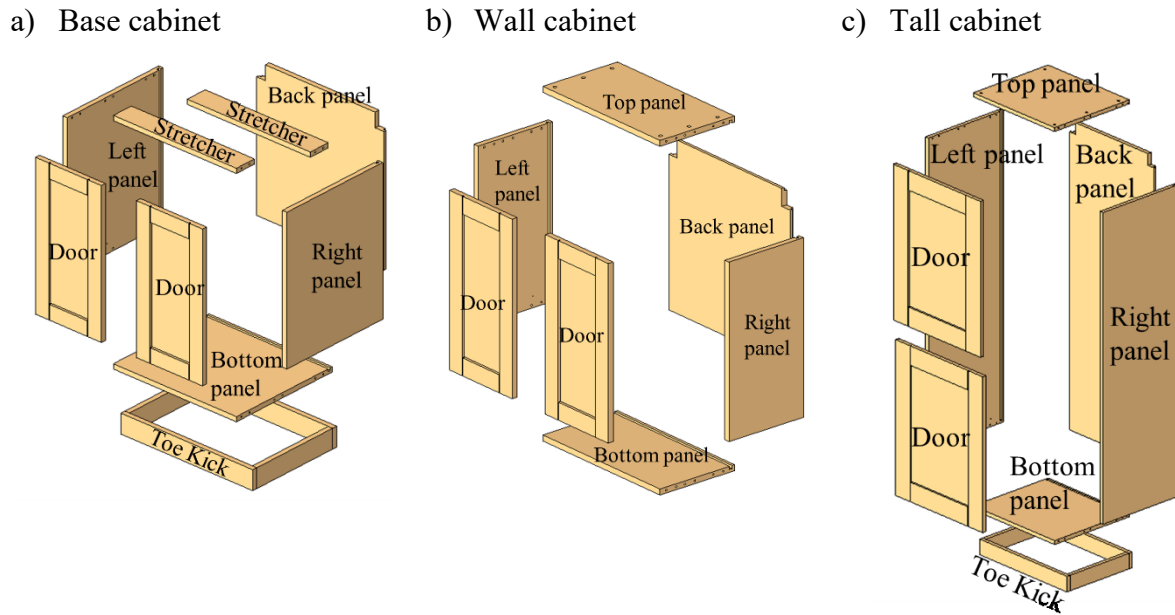 a) Base cabinet
b) Wall cabinet
c) Tall cabinet
Back panel
Stretcher
Stretcher
Left
panel
Door
Door
Right
panel
Bottom
panel
Toe Kick
Top panel
Left
panel
Back panel
Door
Door
Right
panel
Bottom panel
Top panel
Left panel
Back
panel
Door
Right
panel
Door
Bottom
panel
Toe Kick